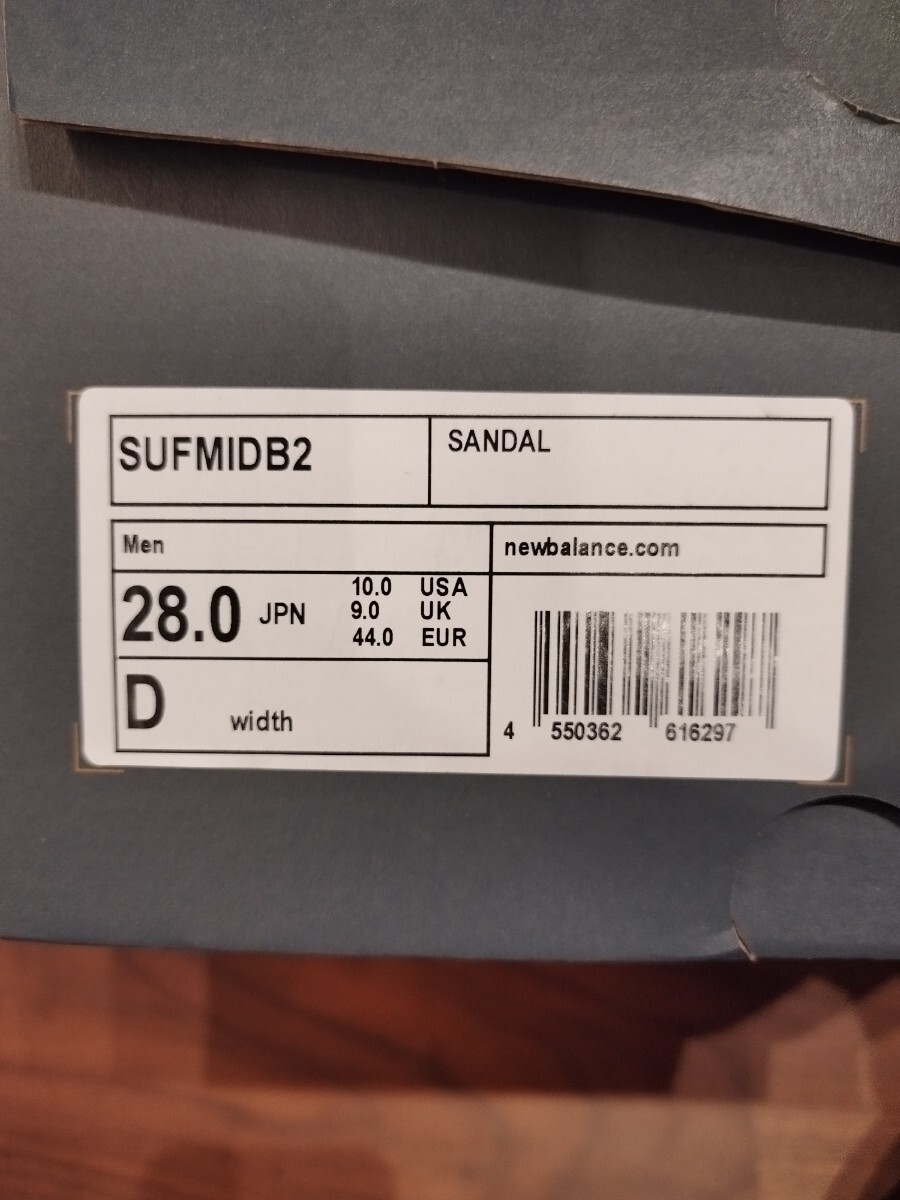 SUFMIDB2
SANDAL
Men
newbalance.com
28.0 JPN
10.0 USA
9.0 UK
44.0 EUR
D width
4 550362 616297